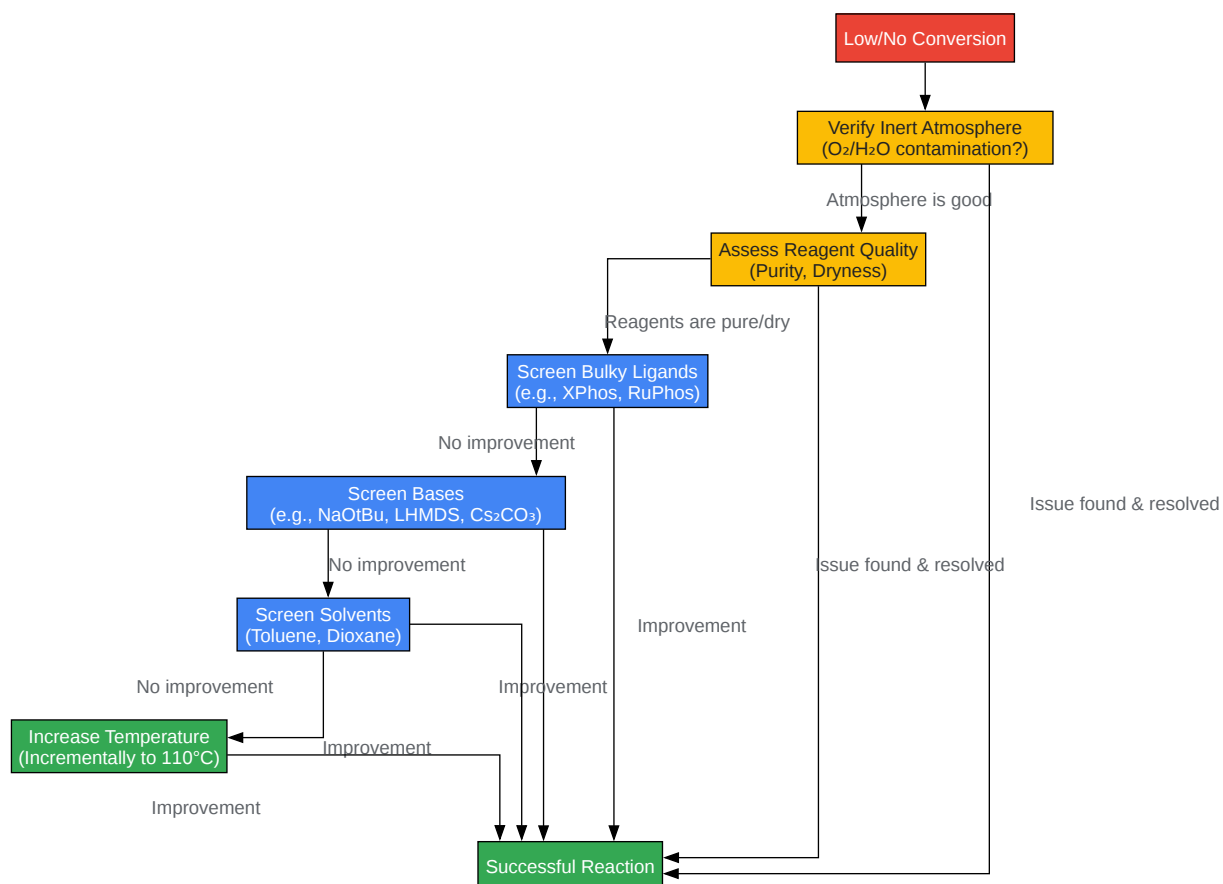 Low/No Conversion
Verify Inert Atmosphere
(O₂/H₂O contamination?)
Atmosphere is good
Assess Reagent Quality
(Purity, Dryness)
Reagents are pure/dry
Screen Bulky Ligands
(e.g., XPhos, RuPhos)
No improvement
Screen Bases
(e.g., NaOtBu, LHMDS, Cs₂CO₃)
Issue found & resolved
No improvement
Issue found & resolved
Screen Solvents
(Toluene, Dioxane)
Improvement
No improvement
Improvement
Increase Temperature
(Incrementally to 110°C)
Improvement
Improvement
Successful Reaction